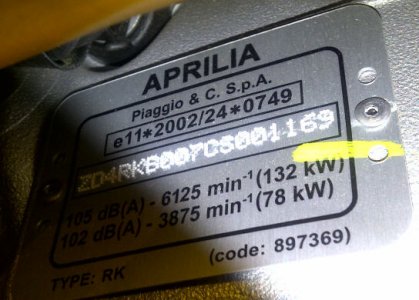 APRILIA
Piaggio & C. S.p.A.
e11*2002/24*0749
ZD4RKB007CS001169
105 dB(A) - 6125 min⁻¹ (132 kW)
102 dB(A) - 3875 min⁻¹ (78 kW)
TYPE: RK
(code: 897369)